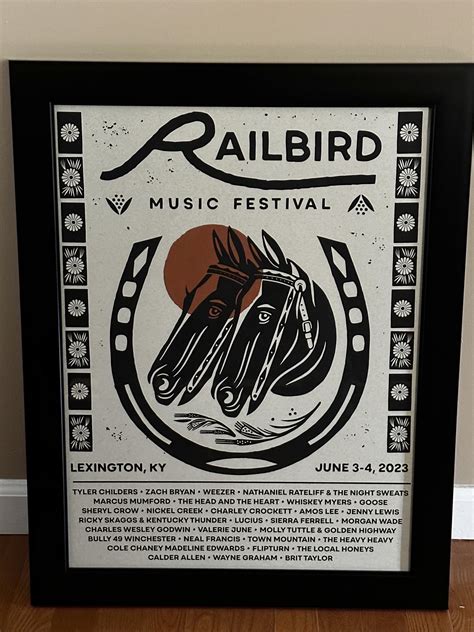 RAILBIRD
MUSIC FESTIVAL
LEXINGTON, KY JUNE 3-4, 2023
TYLER CHILDERS • ZACH BRYAN • WEEZER • NATHANIEL RATELIFF & THE NIGHT SWEATS
MARCUS MUMFORD • THE HEAD AND THE HEART • WHISKEY MYERS • GOOSE
SHERYL CROW • NICKEL CREEK • CHARLEY CROCKETT • AMOS LEE • JENNY LEWIS
RICKY SKAGGS & KENTUCKY THUNDER • LUCIUS • SIERRA FERRELL • MORGAN WADE
CHARLES WESLEY GODWIN • VALERIE JUNE • MOLLY TUTTLE & GOLDEN HIGHWAY
BULLY 49 WINCHESTER • NEAL FRANCIS • TOWN MOUNTAIN • THE HEAVY HEAVY
COLE CHANEY MADELINE EDWARDS • FLIPTURN • THE LOCAL HONEYS
CALDER ALLEN • WAYNE GRAHAM • BRIT TAYLOR